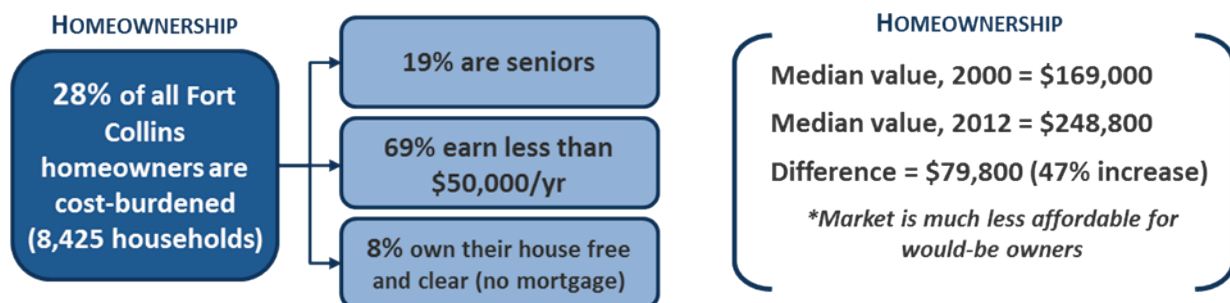 HOMEOWNERSHIP
28% of all Fort
Collins
homeowners are
cost-burdened
(8,425 households)
19% are seniors
69% earn less than
$50,000/yr
8% own their house free
and clear (no mortgage)
HOMEOWNERSHIP
Median value, 2000 = $169,000
Median value, 2012 = $248,800
Difference = $79,800 (47% increase)
*Market is much less affordable for
would-be owners